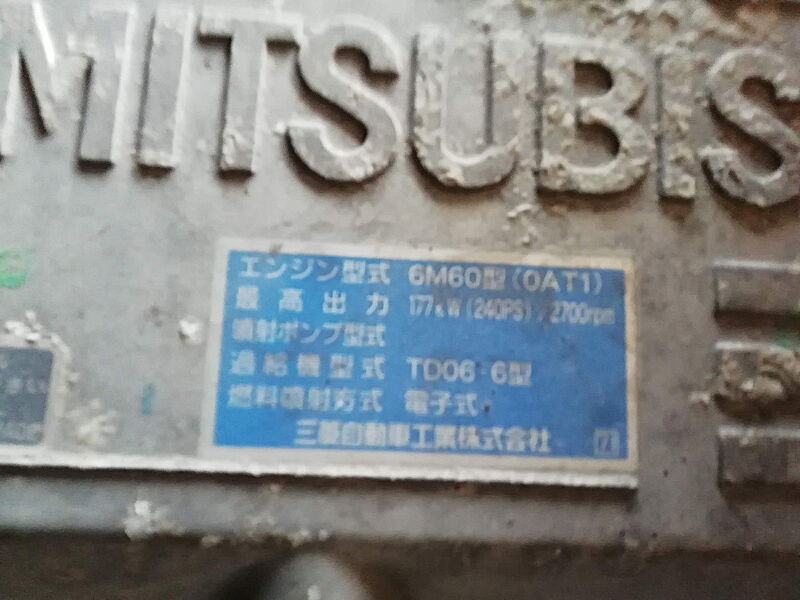 MITSUBIS
エンジン型式 6M60型(0AT1)
最高出力 177kW(240PS)/2700rpm
噴射ポンプ型式
過給機型式 TD06 6型
燃料噴射方式 電子式
三菱自動車工業株式会社